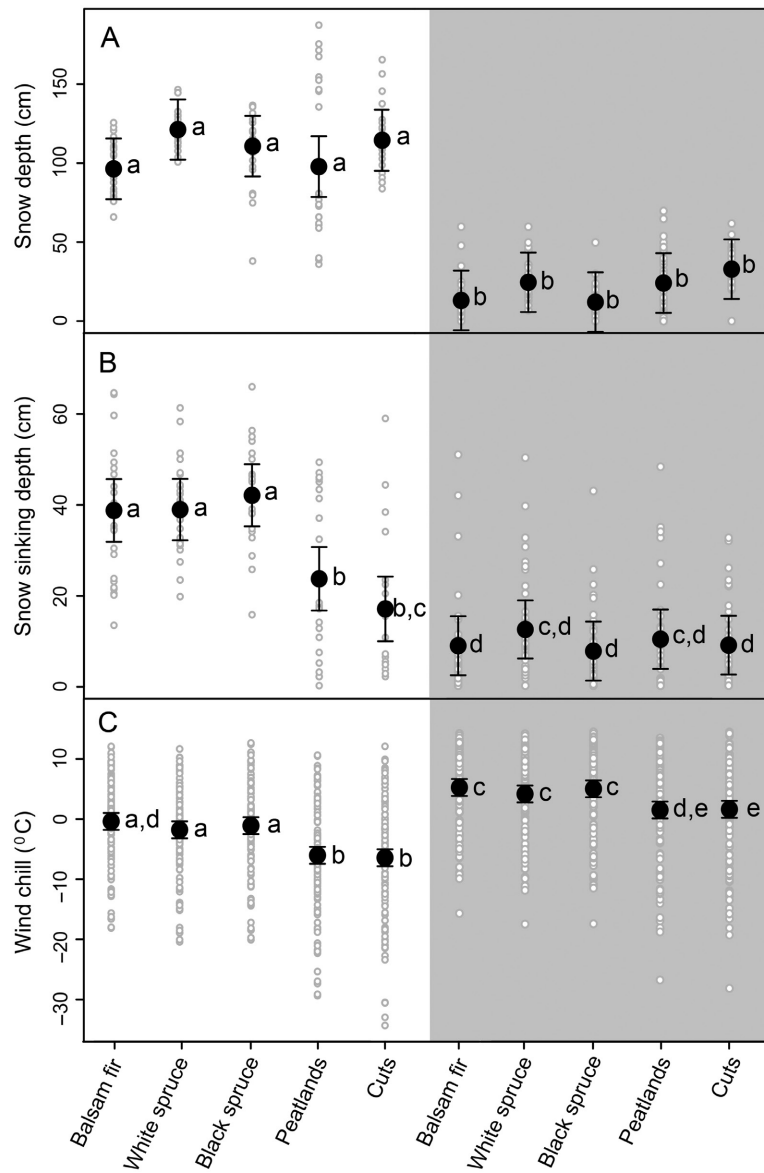 A
Snow depth (cm)
0
50
100
150
a
a
a
a
a
b
b
b
b
b
B
Snow sinking depth (cm)
0
20
40
60
a
a
a
b
b,c
d
c,d
d
c,d
d
C
Wind chill (⁰C)
−30
−20
−10
0
10
a,d
a
a
b
b
c
c
c
d,e
e
Balsam fir
White spruce
Black spruce
Peatlands
Cuts
Balsam fir
White spruce
Black spruce
Peatlands
Cuts